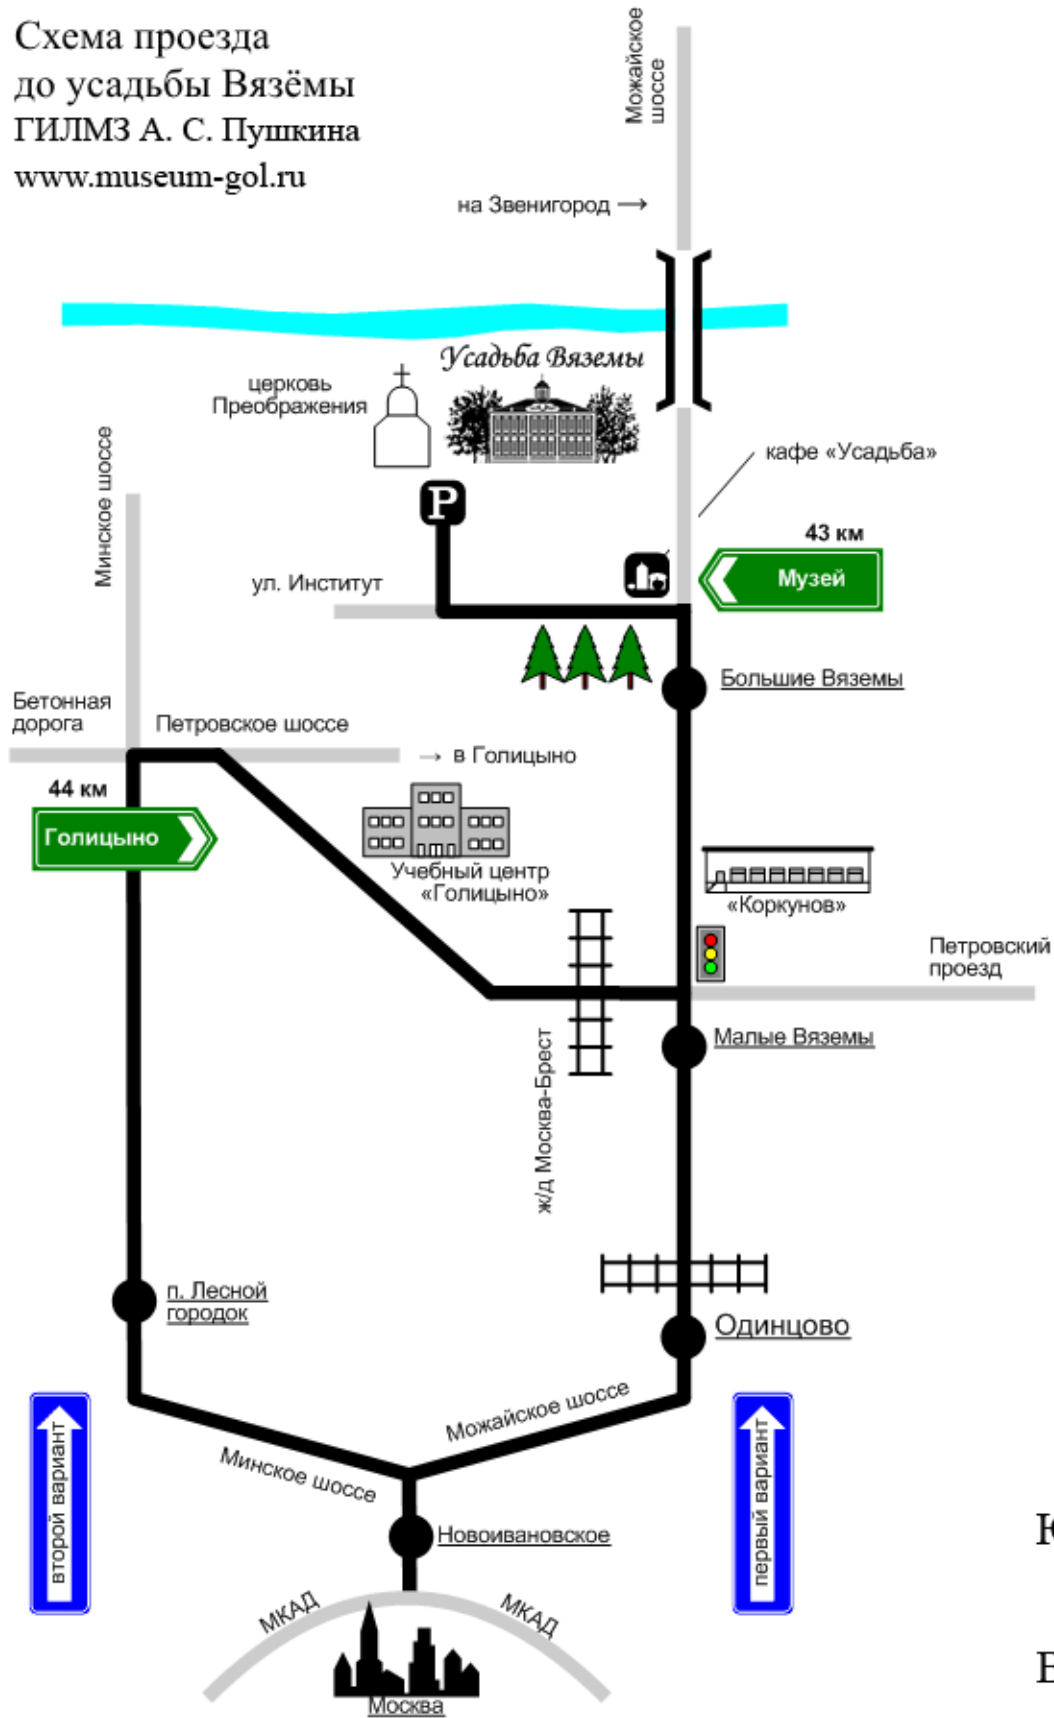 Схема проезда
до усадьбы Вязёмы
ГИЛМЗ А. С. Пушкина
www.museum-gol.ru
Можайское
шоссе
на Звенигород →
Усадьба Вяземы
церковь
Преображения
кафе «Усадьба»
Минское шоссе
P
43 км
Музей
ул. Институт
Большие Вяземы
Бетонная
дорога
Петровское шоссе
→ в Голицыно
44 км
Голицыно
Учебный центр
«Голицыно»
«Коркунов»
Петровский
проезд
Малые Вяземы
ж/д Москва-Брест
п. Лесной
городок
Одинцово
Можайское шоссе
Минское шоссе
второй вариант
первый вариант
Новоивановское
МКАД
МКАД
Москва